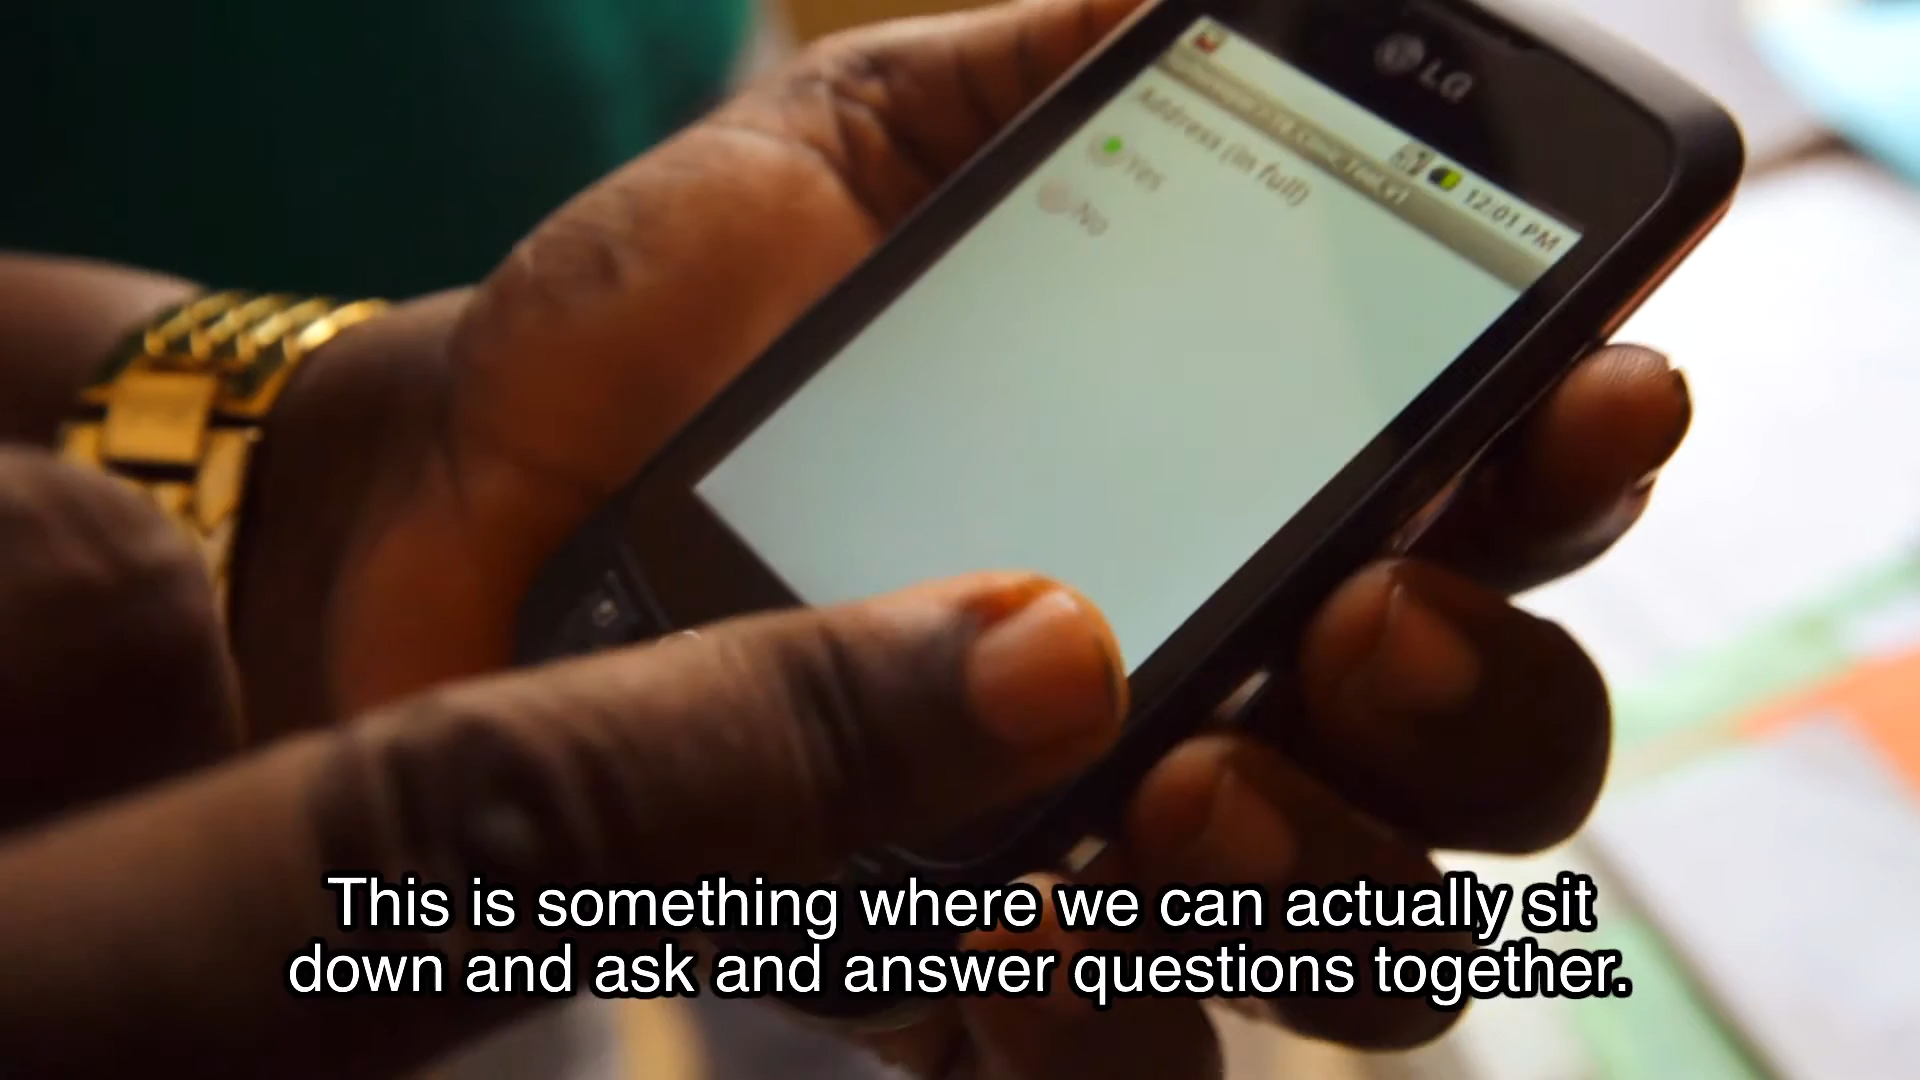 LG
12:01 PM
Address (in full)
Yes
No
This is something where we can actually sit
down and ask and answer questions together.